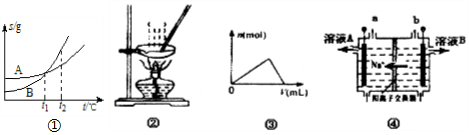 s/g
A
B
t₁ t₂ t/℃
①
②
n(mol)
0
V(mL)
③
a b
溶液A 溶液B
Na⁺
阳离子交换膜
④